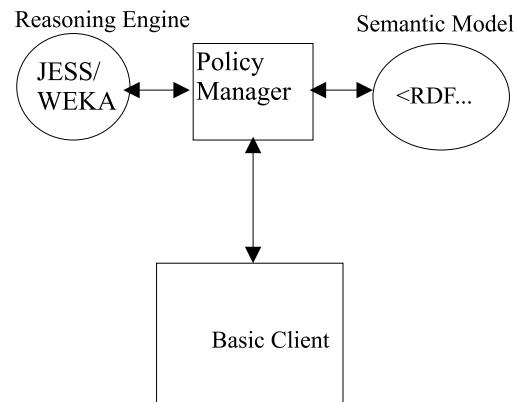 Reasoning Engine
Semantic Model
JESS/
WEKA
Policy
Manager
<RDF...
Basic Client